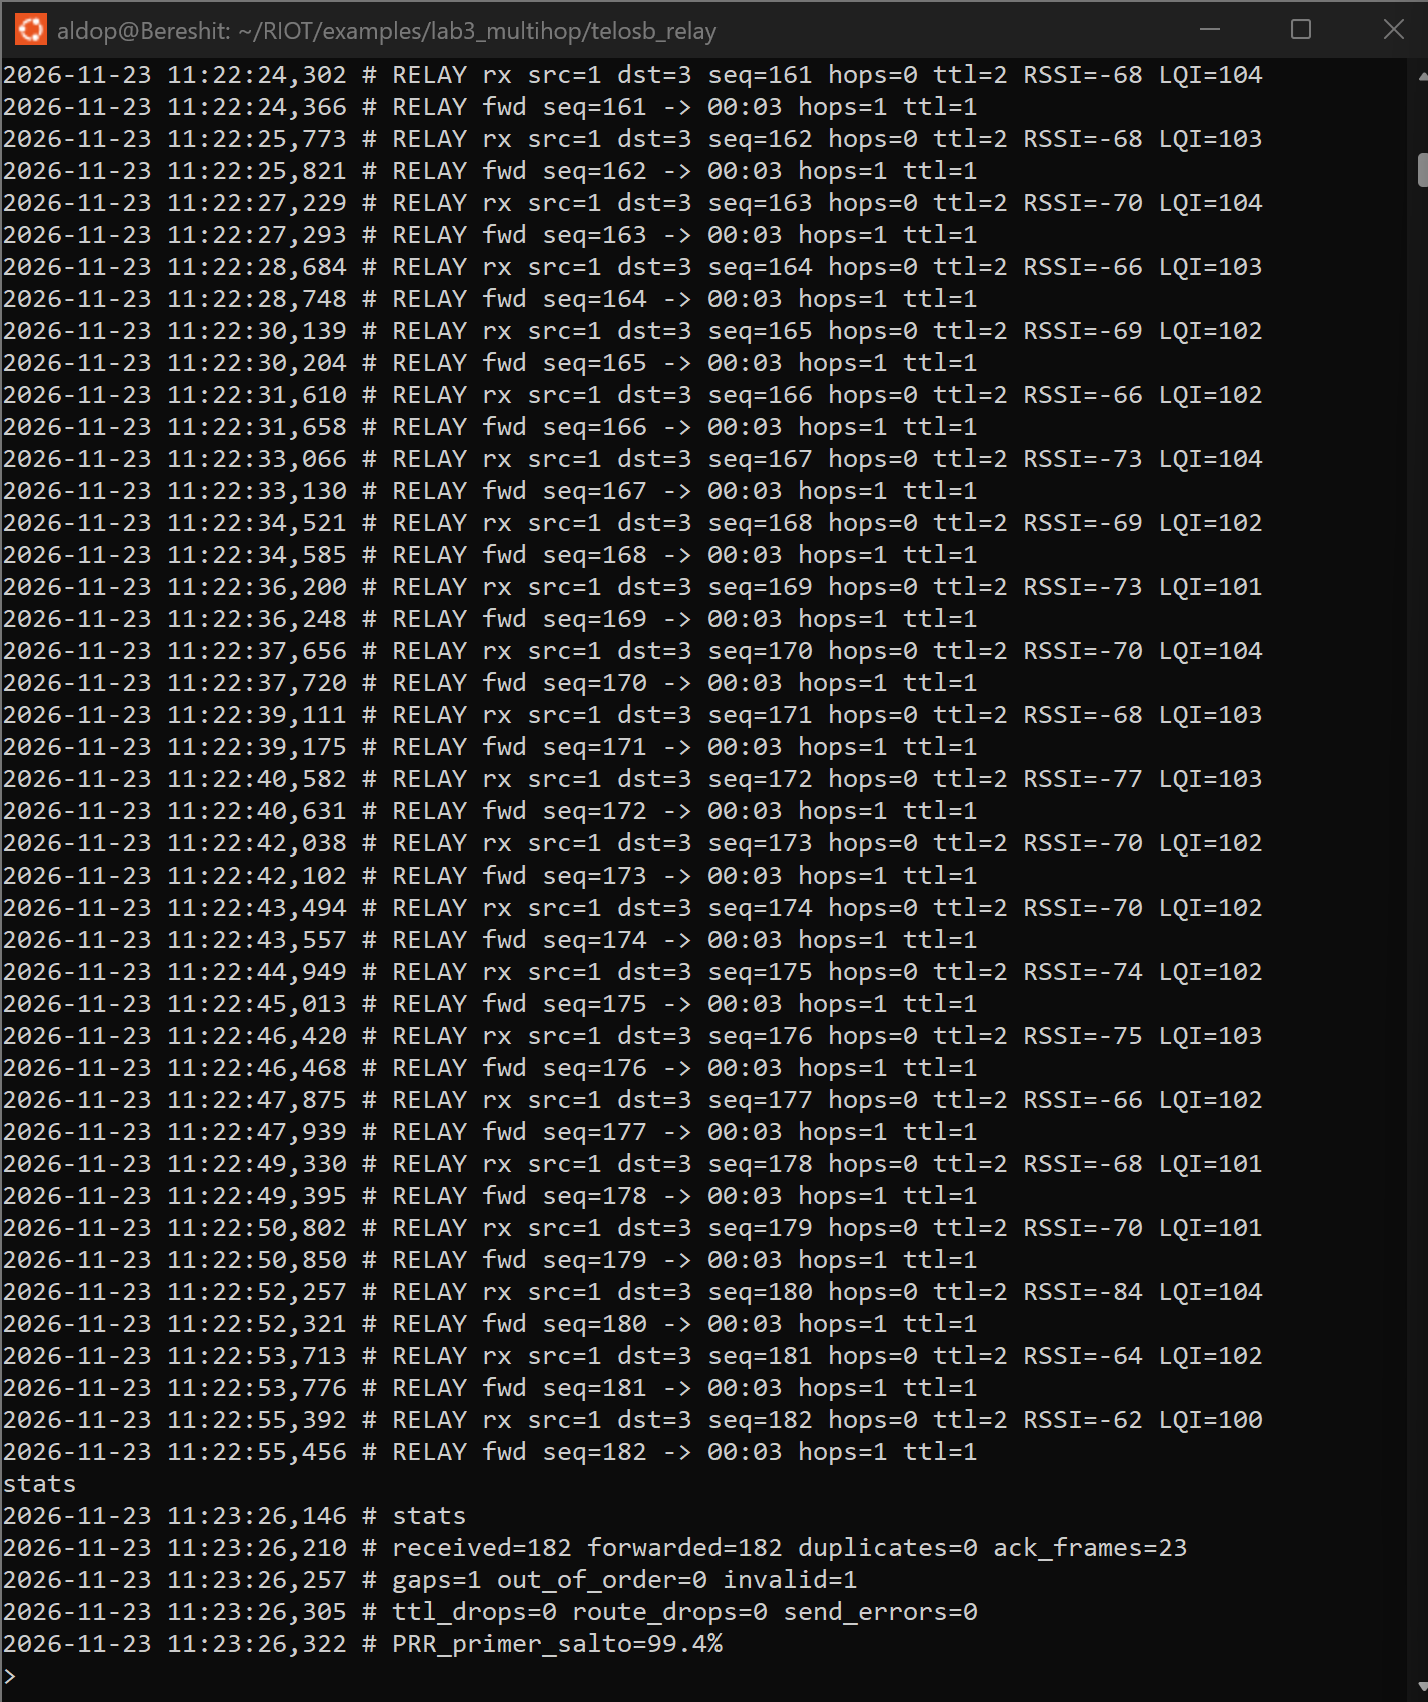 aldop@Bereshit: ~/RIOT/examples/lab3_multihop/telosb_relay
2026-11-23 11:22:24,302 # RELAY rx src=1 dst=3 seq=161 hops=0 ttl=2 RSSI=-68 LQI=104
2026-11-23 11:22:24,366 # RELAY fwd seq=161 -> 00:03 hops=1 ttl=1
2026-11-23 11:22:25,773 # RELAY rx src=1 dst=3 seq=162 hops=0 ttl=2 RSSI=-68 LQI=103
2026-11-23 11:22:25,821 # RELAY fwd seq=162 -> 00:03 hops=1 ttl=1
2026-11-23 11:22:27,229 # RELAY rx src=1 dst=3 seq=163 hops=0 ttl=2 RSSI=-70 LQI=104
2026-11-23 11:22:27,293 # RELAY fwd seq=163 -> 00:03 hops=1 ttl=1
2026-11-23 11:22:28,684 # RELAY rx src=1 dst=3 seq=164 hops=0 ttl=2 RSSI=-66 LQI=103
2026-11-23 11:22:28,748 # RELAY fwd seq=164 -> 00:03 hops=1 ttl=1
2026-11-23 11:22:30,139 # RELAY rx src=1 dst=3 seq=165 hops=0 ttl=2 RSSI=-69 LQI=102
2026-11-23 11:22:30,204 # RELAY fwd seq=165 -> 00:03 hops=1 ttl=1
2026-11-23 11:22:31,610 # RELAY rx src=1 dst=3 seq=166 hops=0 ttl=2 RSSI=-66 LQI=102
2026-11-23 11:22:31,658 # RELAY fwd seq=166 -> 00:03 hops=1 ttl=1
2026-11-23 11:22:33,066 # RELAY rx src=1 dst=3 seq=167 hops=0 ttl=2 RSSI=-73 LQI=104
2026-11-23 11:22:33,130 # RELAY fwd seq=167 -> 00:03 hops=1 ttl=1
2026-11-23 11:22:34,521 # RELAY rx src=1 dst=3 seq=168 hops=0 ttl=2 RSSI=-69 LQI=102
2026-11-23 11:22:34,585 # RELAY fwd seq=168 -> 00:03 hops=1 ttl=1
2026-11-23 11:22:36,200 # RELAY rx src=1 dst=3 seq=169 hops=0 ttl=2 RSSI=-73 LQI=101
2026-11-23 11:22:36,248 # RELAY fwd seq=169 -> 00:03 hops=1 ttl=1
2026-11-23 11:22:37,656 # RELAY rx src=1 dst=3 seq=170 hops=0 ttl=2 RSSI=-70 LQI=104
2026-11-23 11:22:37,720 # RELAY fwd seq=170 -> 00:03 hops=1 ttl=1
2026-11-23 11:22:39,111 # RELAY rx src=1 dst=3 seq=171 hops=0 ttl=2 RSSI=-68 LQI=103
2026-11-23 11:22:39,175 # RELAY fwd seq=171 -> 00:03 hops=1 ttl=1
2026-11-23 11:22:40,582 # RELAY rx src=1 dst=3 seq=172 hops=0 ttl=2 RSSI=-77 LQI=103
2026-11-23 11:22:40,631 # RELAY fwd seq=172 -> 00:03 hops=1 ttl=1
2026-11-23 11:22:42,038 # RELAY rx src=1 dst=3 seq=173 hops=0 ttl=2 RSSI=-70 LQI=102
2026-11-23 11:22:42,102 # RELAY fwd seq=173 -> 00:03 hops=1 ttl=1
2026-11-23 11:22:43,494 # RELAY rx src=1 dst=3 seq=174 hops=0 ttl=2 RSSI=-70 LQI=102
2026-11-23 11:22:43,557 # RELAY fwd seq=174 -> 00:03 hops=1 ttl=1
2026-11-23 11:22:44,949 # RELAY rx src=1 dst=3 seq=175 hops=0 ttl=2 RSSI=-74 LQI=102
2026-11-23 11:22:45,013 # RELAY fwd seq=175 -> 00:03 hops=1 ttl=1
2026-11-23 11:22:46,420 # RELAY rx src=1 dst=3 seq=176 hops=0 ttl=2 RSSI=-75 LQI=103
2026-11-23 11:22:46,468 # RELAY fwd seq=176 -> 00:03 hops=1 ttl=1
2026-11-23 11:22:47,875 # RELAY rx src=1 dst=3 seq=177 hops=0 ttl=2 RSSI=-66 LQI=102
2026-11-23 11:22:47,939 # RELAY fwd seq=177 -> 00:03 hops=1 ttl=1
2026-11-23 11:22:49,330 # RELAY rx src=1 dst=3 seq=178 hops=0 ttl=2 RSSI=-68 LQI=101
2026-11-23 11:22:49,395 # RELAY fwd seq=178 -> 00:03 hops=1 ttl=1
2026-11-23 11:22:50,802 # RELAY rx src=1 dst=3 seq=179 hops=0 ttl=2 RSSI=-70 LQI=101
2026-11-23 11:22:50,850 # RELAY fwd seq=179 -> 00:03 hops=1 ttl=1
2026-11-23 11:22:52,257 # RELAY rx src=1 dst=3 seq=180 hops=0 ttl=2 RSSI=-84 LQI=104
2026-11-23 11:22:52,321 # RELAY fwd seq=180 -> 00:03 hops=1 ttl=1
2026-11-23 11:22:53,713 # RELAY rx src=1 dst=3 seq=181 hops=0 ttl=2 RSSI=-64 LQI=102
2026-11-23 11:22:53,776 # RELAY fwd seq=181 -> 00:03 hops=1 ttl=1
2026-11-23 11:22:55,392 # RELAY rx src=1 dst=3 seq=182 hops=0 ttl=2 RSSI=-62 LQI=100
2026-11-23 11:22:55,456 # RELAY fwd seq=182 -> 00:03 hops=1 ttl=1
stats
2026-11-23 11:23:26,146 # stats
2026-11-23 11:23:26,210 # received=182 forwarded=182 duplicates=0 ack_frames=23
2026-11-23 11:23:26,257 # gaps=1 out_of_order=0 invalid=1
2026-11-23 11:23:26,305 # ttl_drops=0 route_drops=0 send_errors=0
2026-11-23 11:23:26,322 # PRR_primer_salto=99.4%
>